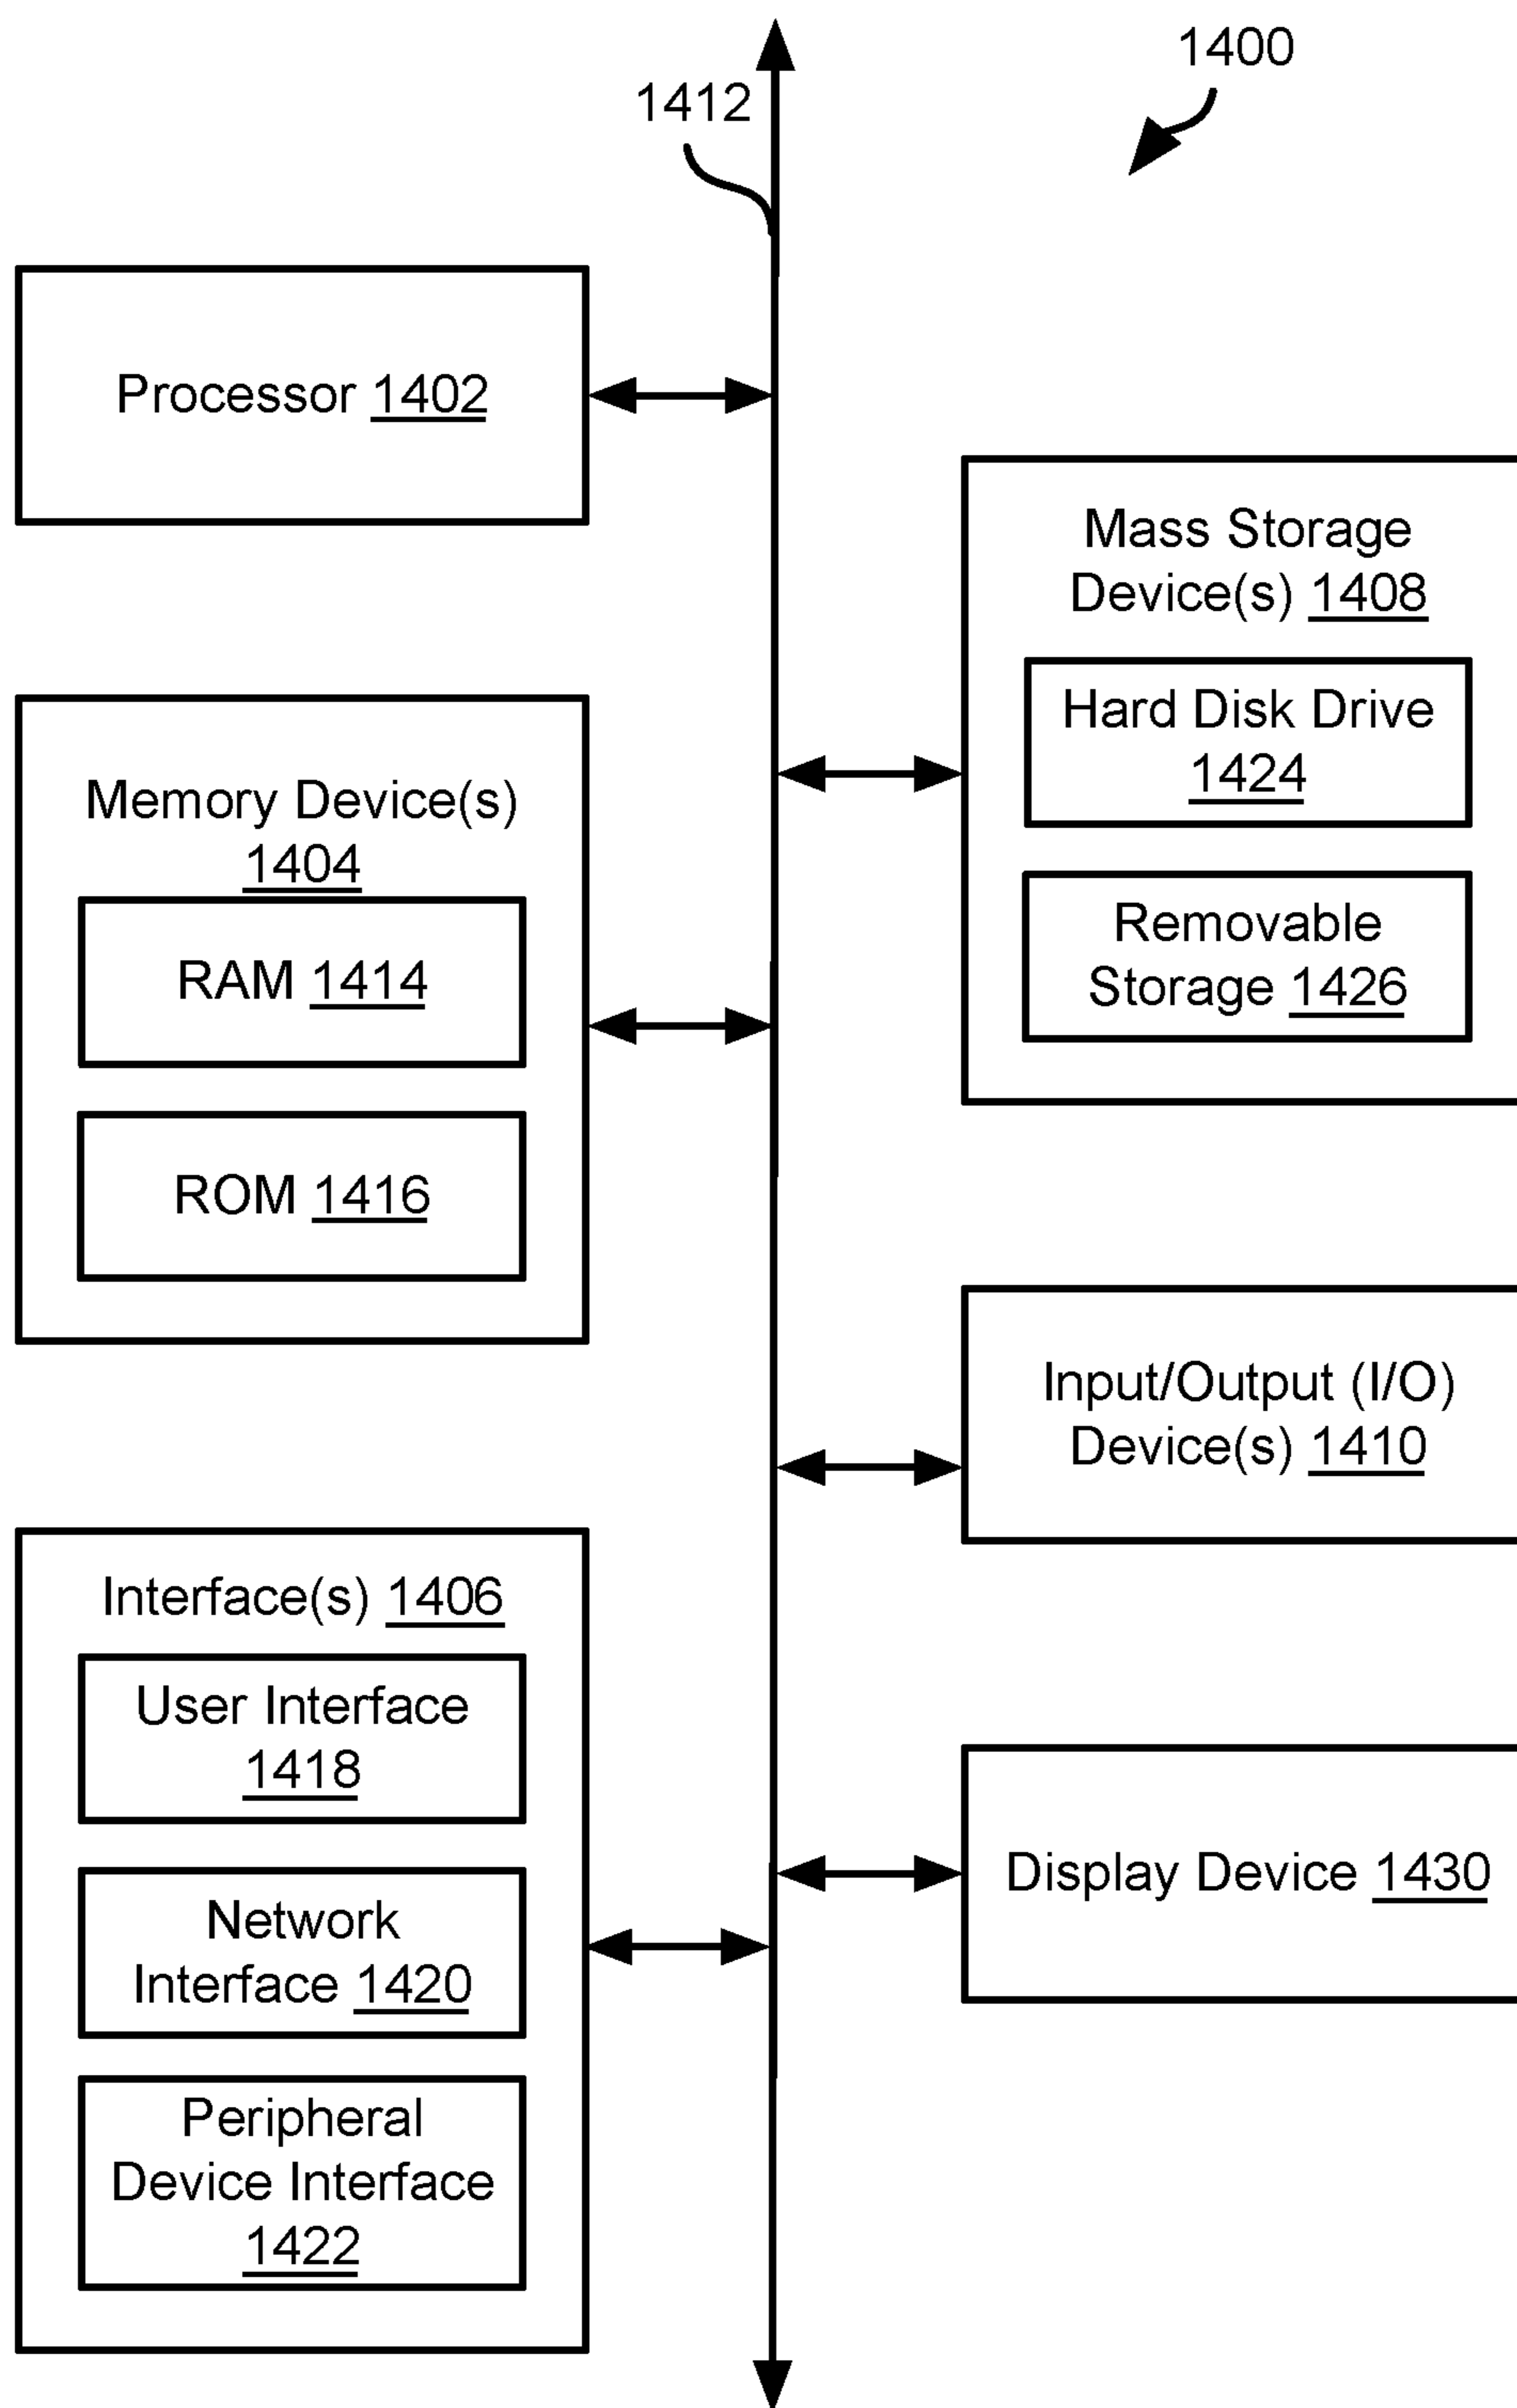 1400
1412
Processor 1402
Mass Storage
Device(s) 1408
Hard Disk Drive
1424
Removable
Storage 1426
Memory Device(s)
1404
RAM 1414
ROM 1416
Input/Output (I/O)
Device(s) 1410
Interface(s) 1406
User Interface
1418
Network
Interface 1420
Peripheral
Device Interface
1422
Display Device 1430